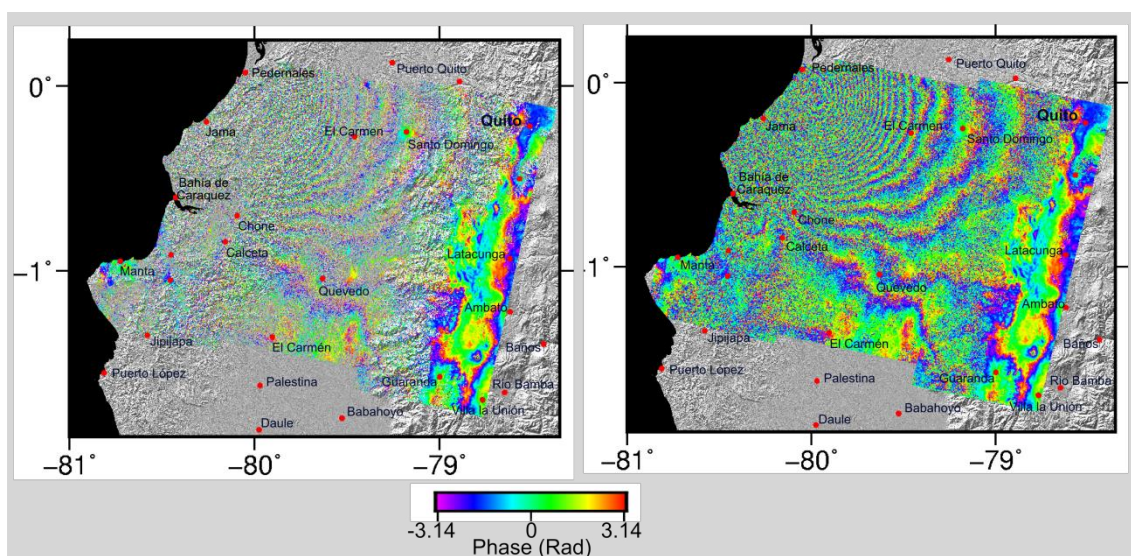 0°
−1°
−81°
−80°
−79°
Pedernales
Puerto Quito
Jama
El Carmen
Quito
Santo Domingo
Bahía de
Caraquez
Chone
Calceta
Latacunga
Manta
Quevedo
Ambato
Jipijapa
El Carmén
Baños
Puerto López
Palestina
Guaranda
Río Bamba
Villa la Unión
Babahoyo
Daule
0°
−1°
−81°
−80°
−79°
Pedernales
Puerto Quito
Jama
El Carmen
Quito
Santo Domingo
Bahía de
Caraquez
Chone
Calceta
Latacunga
Manta
Quevedo
Ambato
Jipijapa
El Carmén
Baños
Puerto López
Palestina
Guaranda
Río Bamba
Villa la Unión
Babahoyo
Daule
-3.14 0 3.14
Phase (Rad)